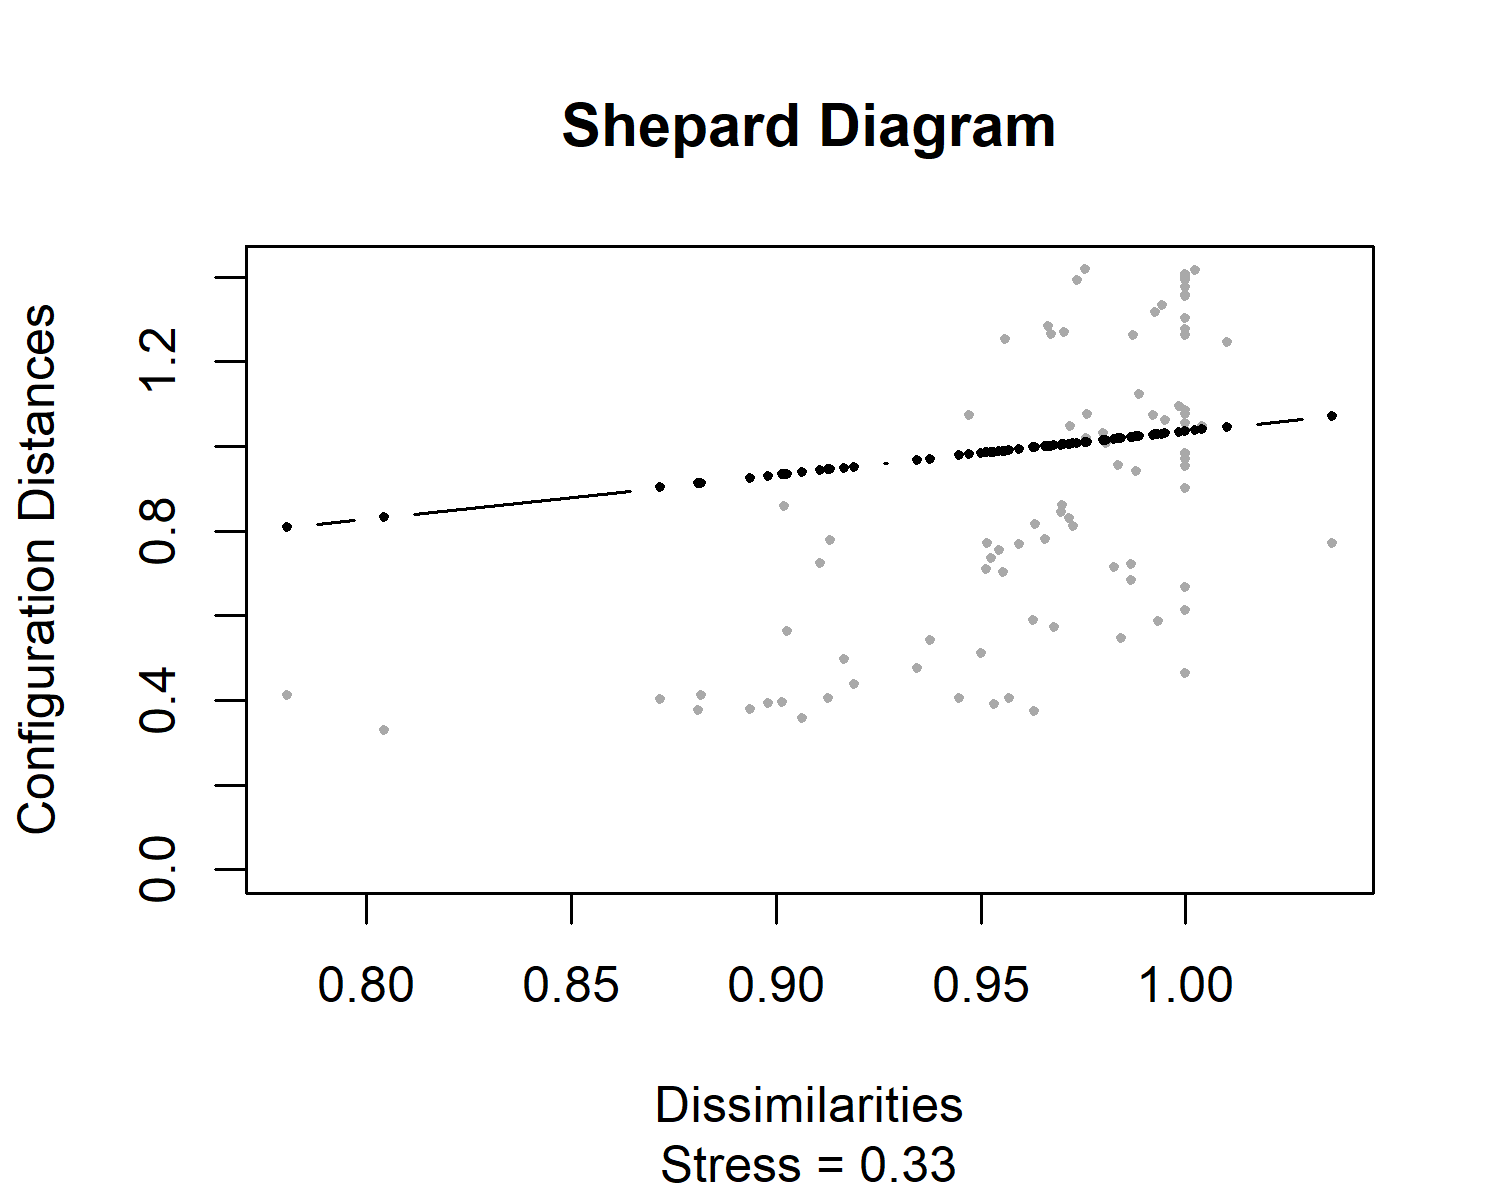 Shepard Diagram
Configuration Distances
1.2
0.8
0.4
0.0
0.80 0.85 0.90 0.95 1.00
Dissimilarities
Stress = 0.33